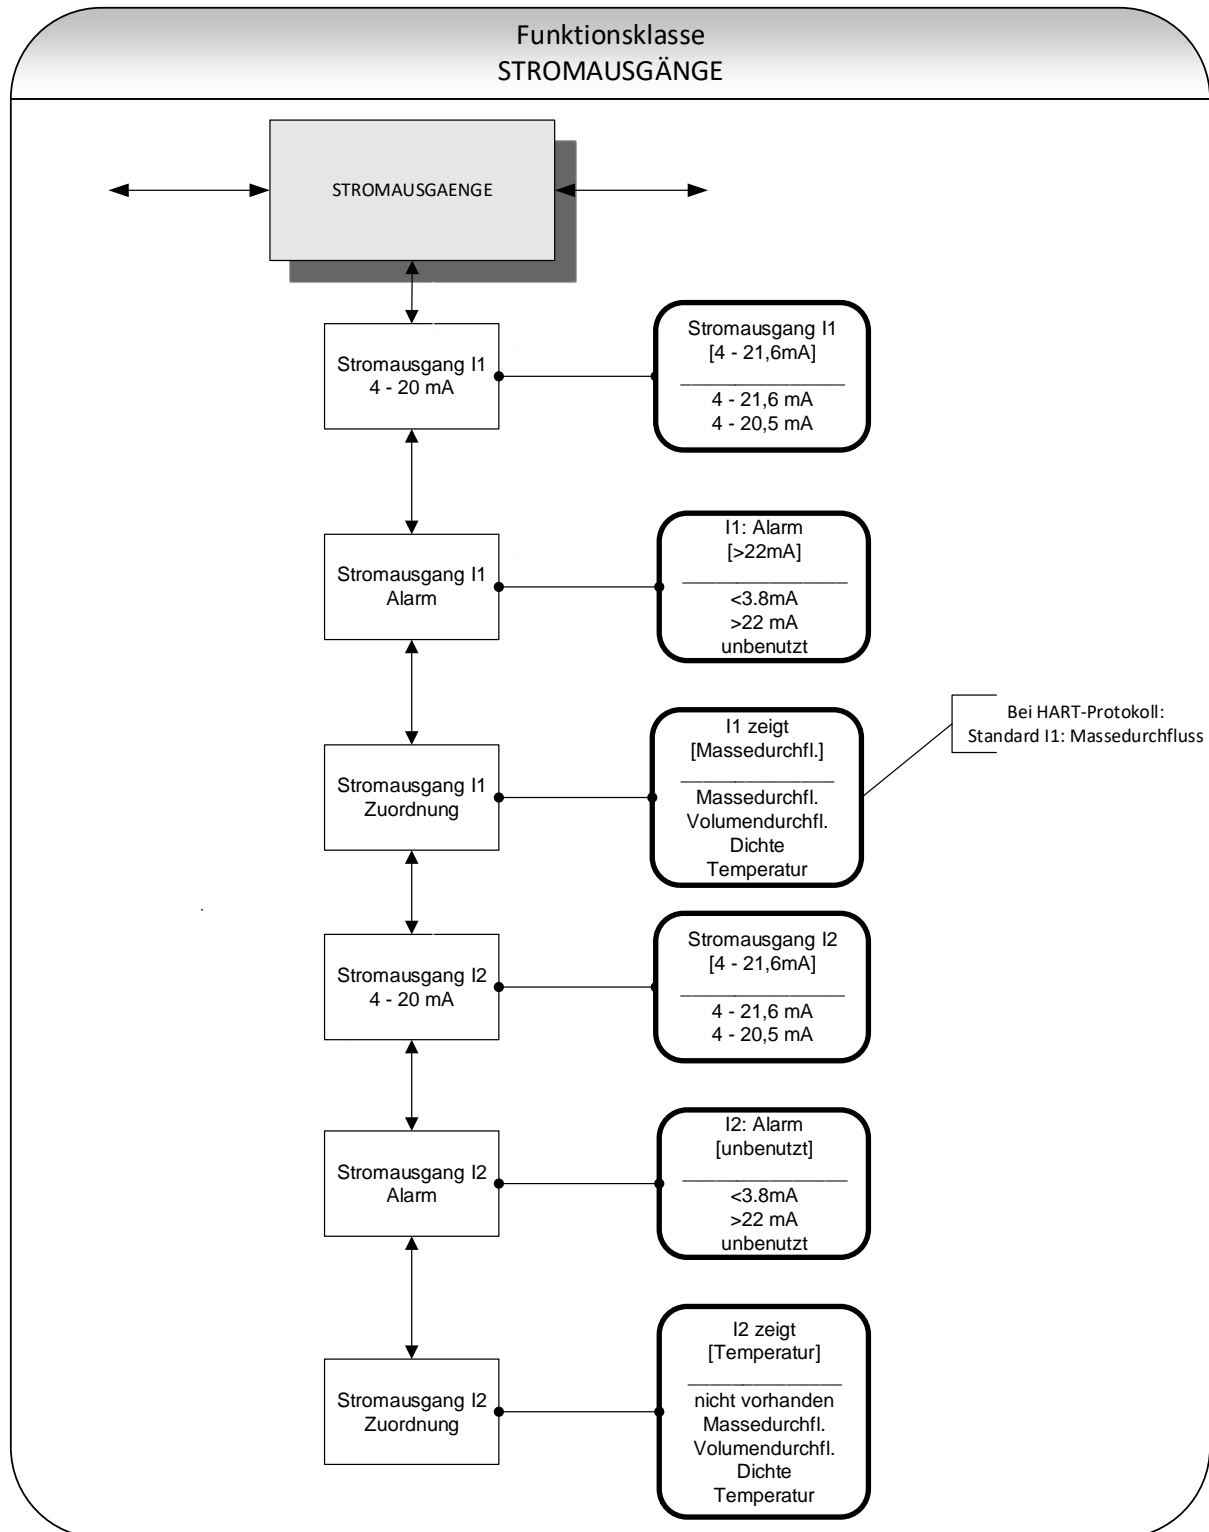 Funktionsklasse
STROMAUSGÄNGE
STROMAUSGAENGE
Stromausgang I1
4 - 20 mA
Stromausgang I1
[4 - 21,6mA]
4 - 21,6 mA
4 - 20,5 mA
Stromausgang I1
Alarm
I1: Alarm
[>22mA]
<3.8mA
>22 mA
unbenutzt
Stromausgang I1
Zuordnung
I1 zeigt
[Massedurchfl.]
Massedurchfl.
Volumendurchfl.
Dichte
Temperatur
Bei HART-Protokoll:
Standard I1: Massedurchfluss
Stromausgang I2
4 - 20 mA
Stromausgang I2
[4 - 21,6mA]
4 - 21,6 mA
4 - 20,5 mA
Stromausgang I2
Alarm
I2: Alarm
[unbenutzt]
<3.8mA
>22 mA
unbenutzt
Stromausgang I2
Zuordnung
I2 zeigt
[Temperatur]
nicht vorhanden
Massedurchfl.
Volumendurchfl.
Dichte
Temperatur